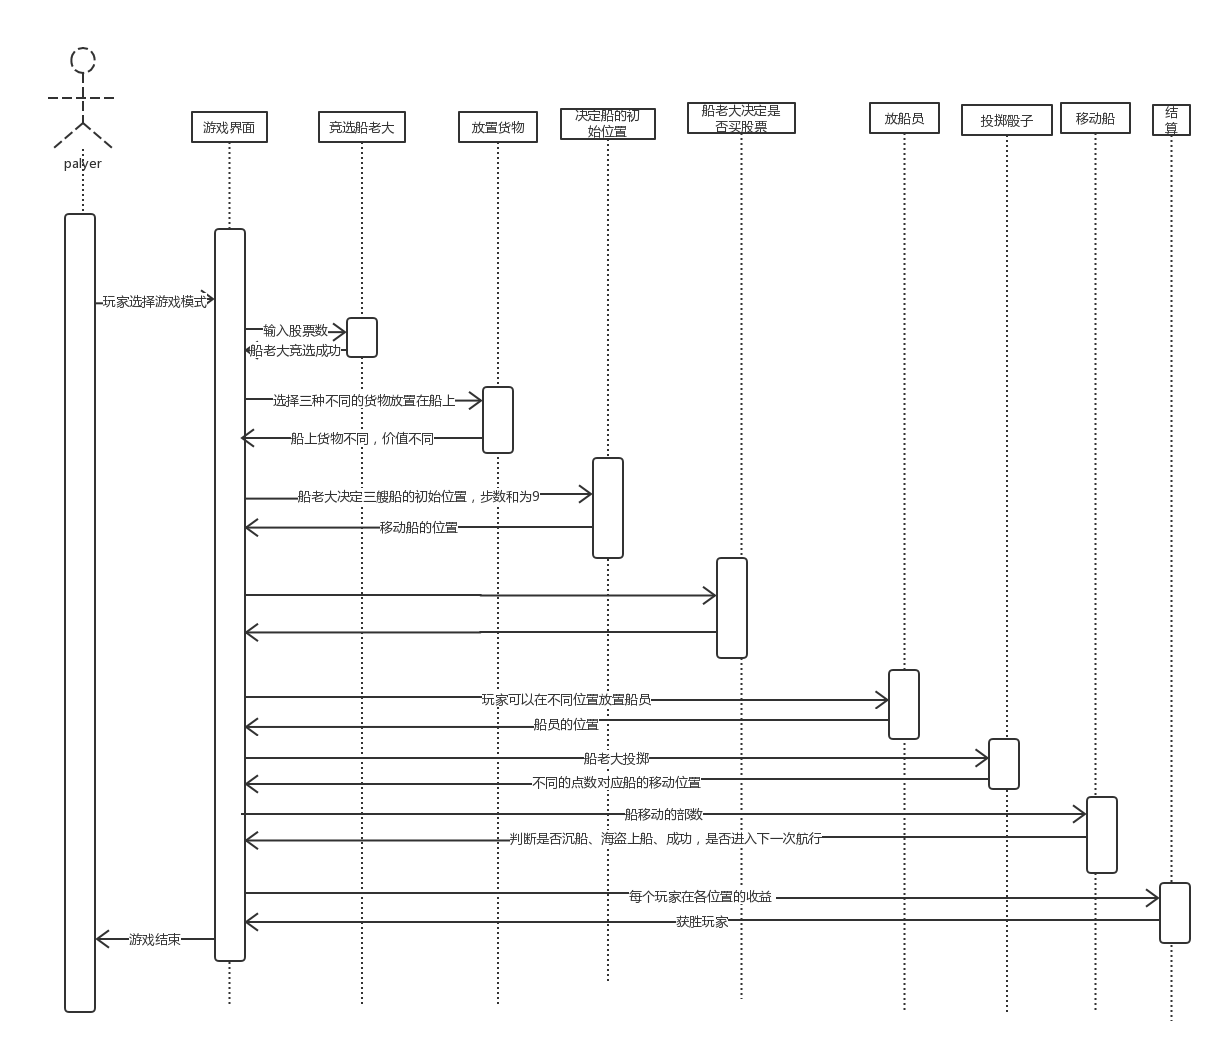 palyer
游戏界面
竞选船老大
放置货物
决定船的初
始位置
船老大决定是
否买股票
放船员
投掷骰子
移动船
结
算
玩家选择游戏模式
输入股票数
船老大竞选成功
选择三种不同的货物放置在船上
船上货物不同，价值不同
船老大决定三艘船的初始位置，步数和为9
移动船的位置
玩家可以在不同位置放置船员
船员的位置
船老大投掷
不同的点数对应船的移动位置
船移动的部数
判断是否沉船、海盗上船、成功，是否进入下一次航行
每个玩家在各位置的收益
获胜玩家
游戏结束